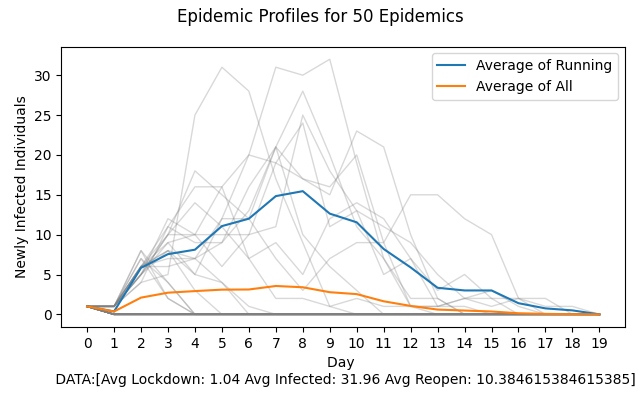 Epidemic Profiles for 50 Epidemics
Average of Running
Average of All
Newly Infected Individuals
30
25
20
15
10
5
0
0 1 2 3 4 5 6 7 8 9 10 11 12 13 14 15 16 17 18 19
Day
DATA:[Avg Lockdown: 1.04 Avg Infected: 31.96 Avg Reopen: 10.384615384615385]